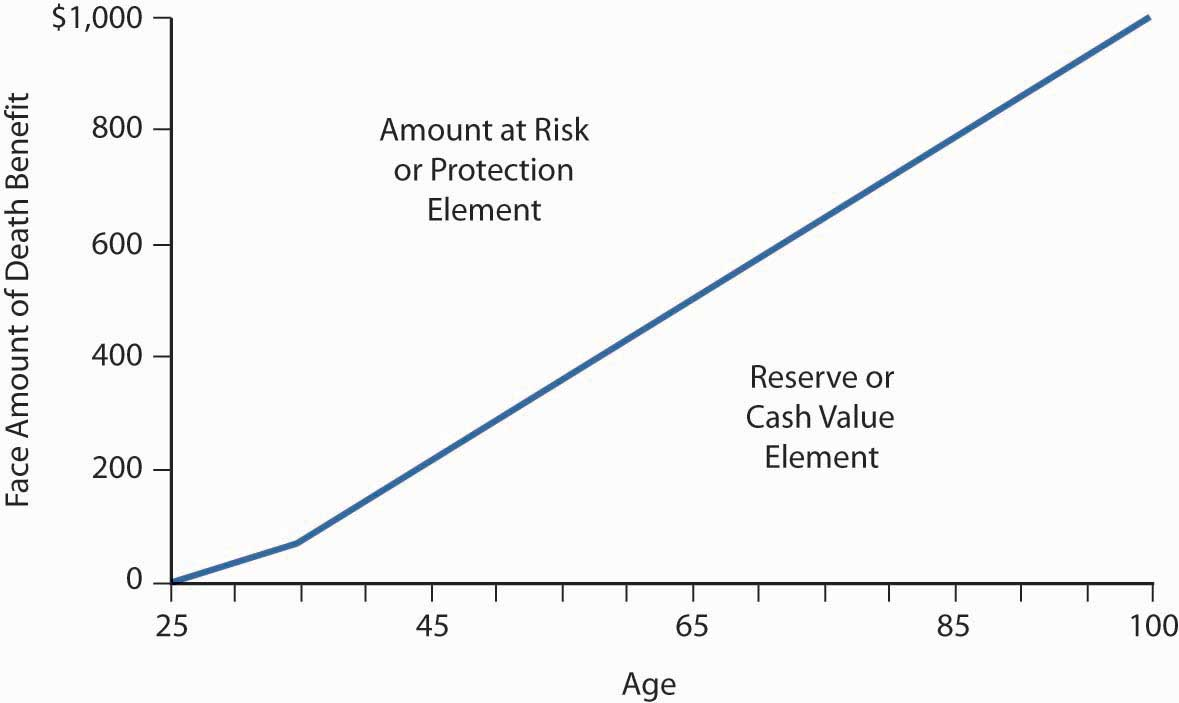 Face Amount of Death Benefit
$1,000
800
600
400
200
0
Amount at Risk
or Protection
Element
Reserve or
Cash Value
Element
25 45 65 85 100
Age